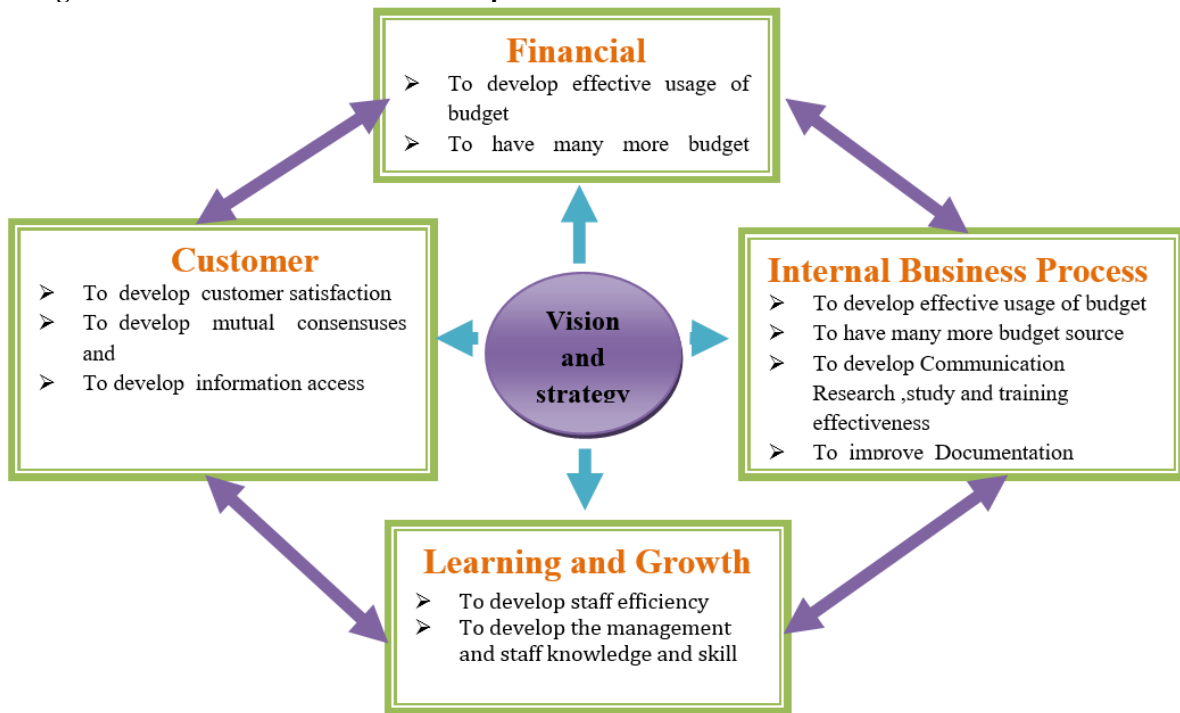 Financial
➢ To develop effective usage of
budget
➢ To have many more budget
Customer
➢ To develop customer satisfaction
➢ To develop mutual consensuses
and
➢ To develop information access
Vision
and
strategy
Internal Business Process
➢ To develop effective usage of budget
➢ To have many more budget source
➢ To develop Communication
Research ,study and training
effectiveness
➢ To improve Documentation
Learning and Growth
➢ To develop staff efficiency
➢ To develop the management
and staff knowledge and skill